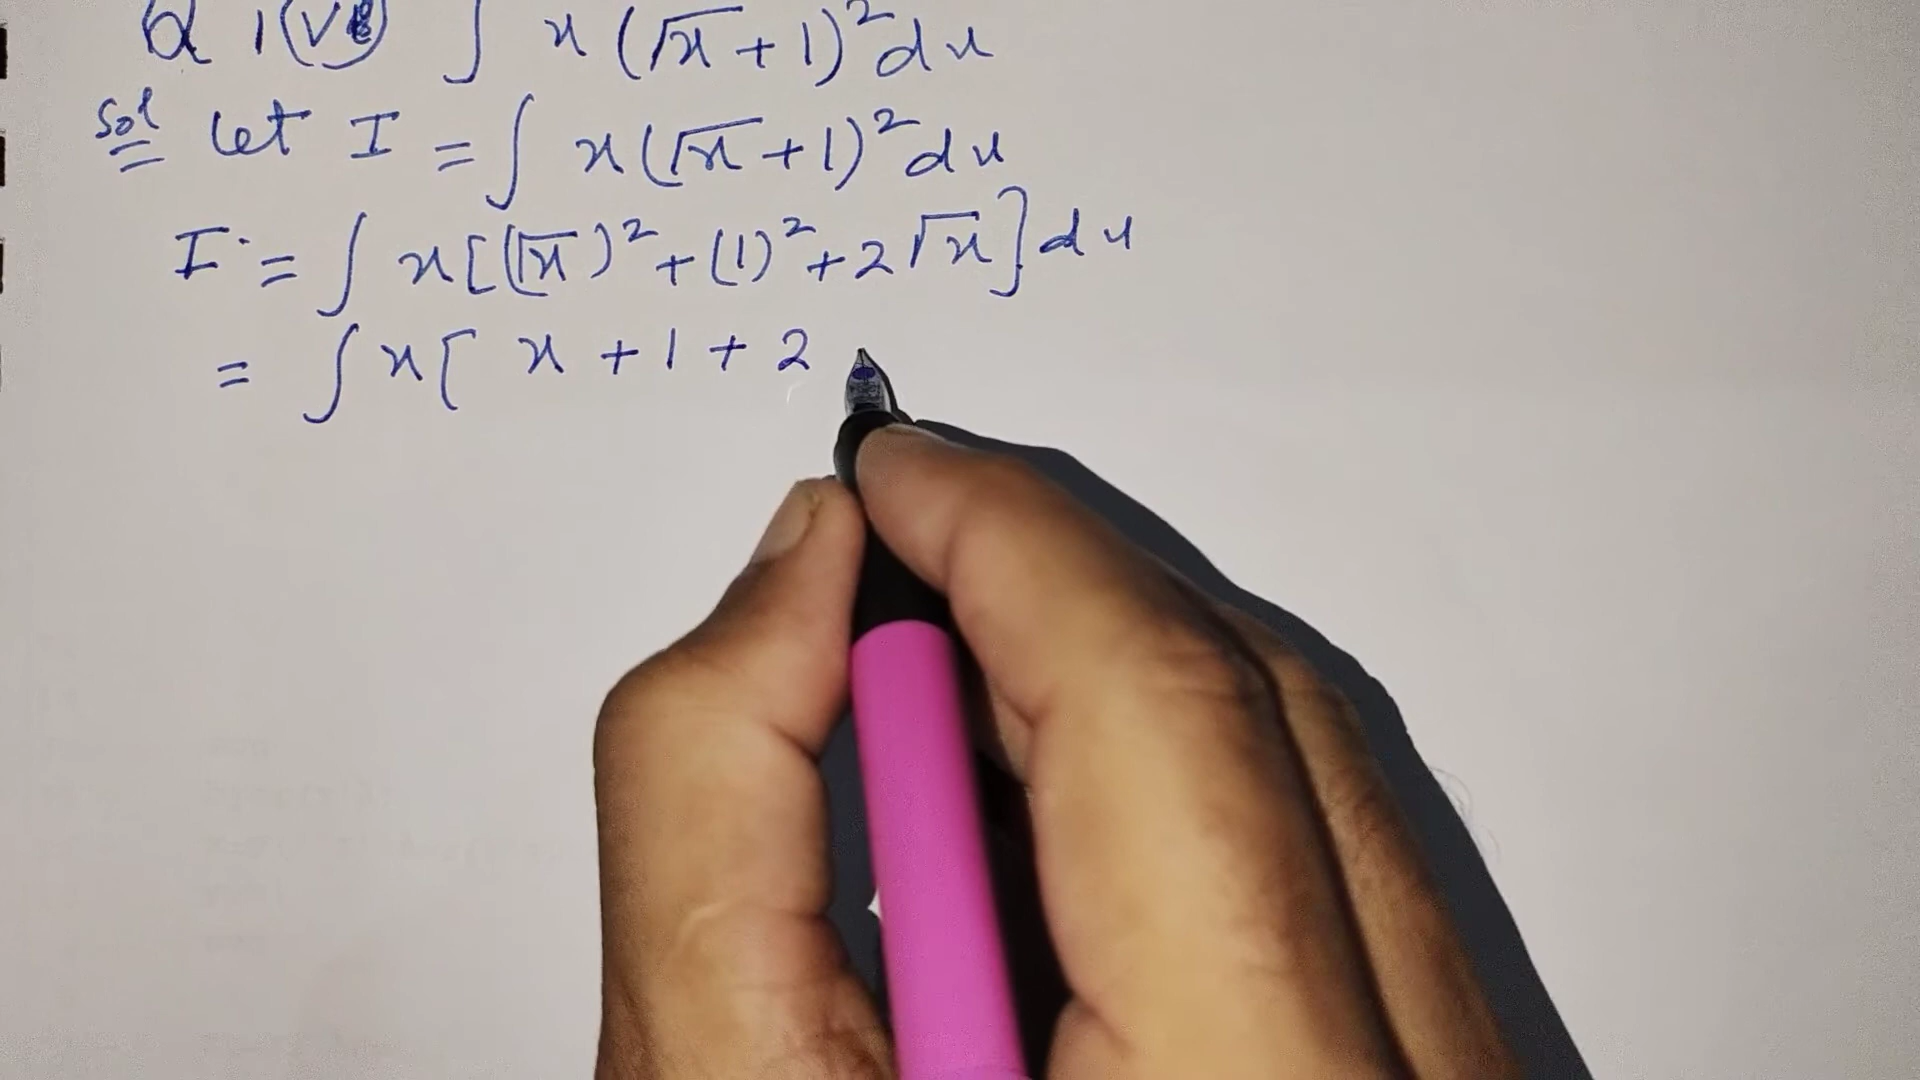 Q 1(v) ∫ x (√x + 1)² dx
Sol Let I = ∫ x (√x + 1)² dx
I = ∫ x [(√x)² + (1)² + 2√x] dx
= ∫ x [ x + 1 + 2